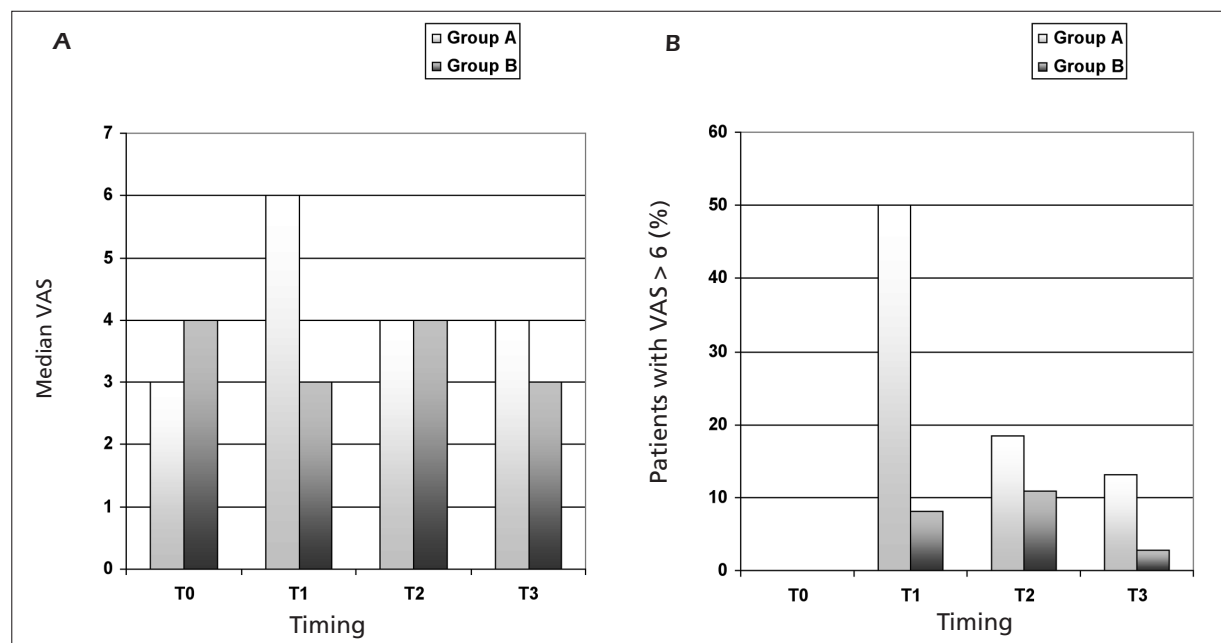 A
Group A
Group B
7
6
5
4
3
2
1
0
Median VAS
T0 T1 T2 T3
Timing
B
Group A
Group B
60
50
40
30
20
10
0
Patients with VAS > 6 (%)
T0 T1 T2 T3
Timing